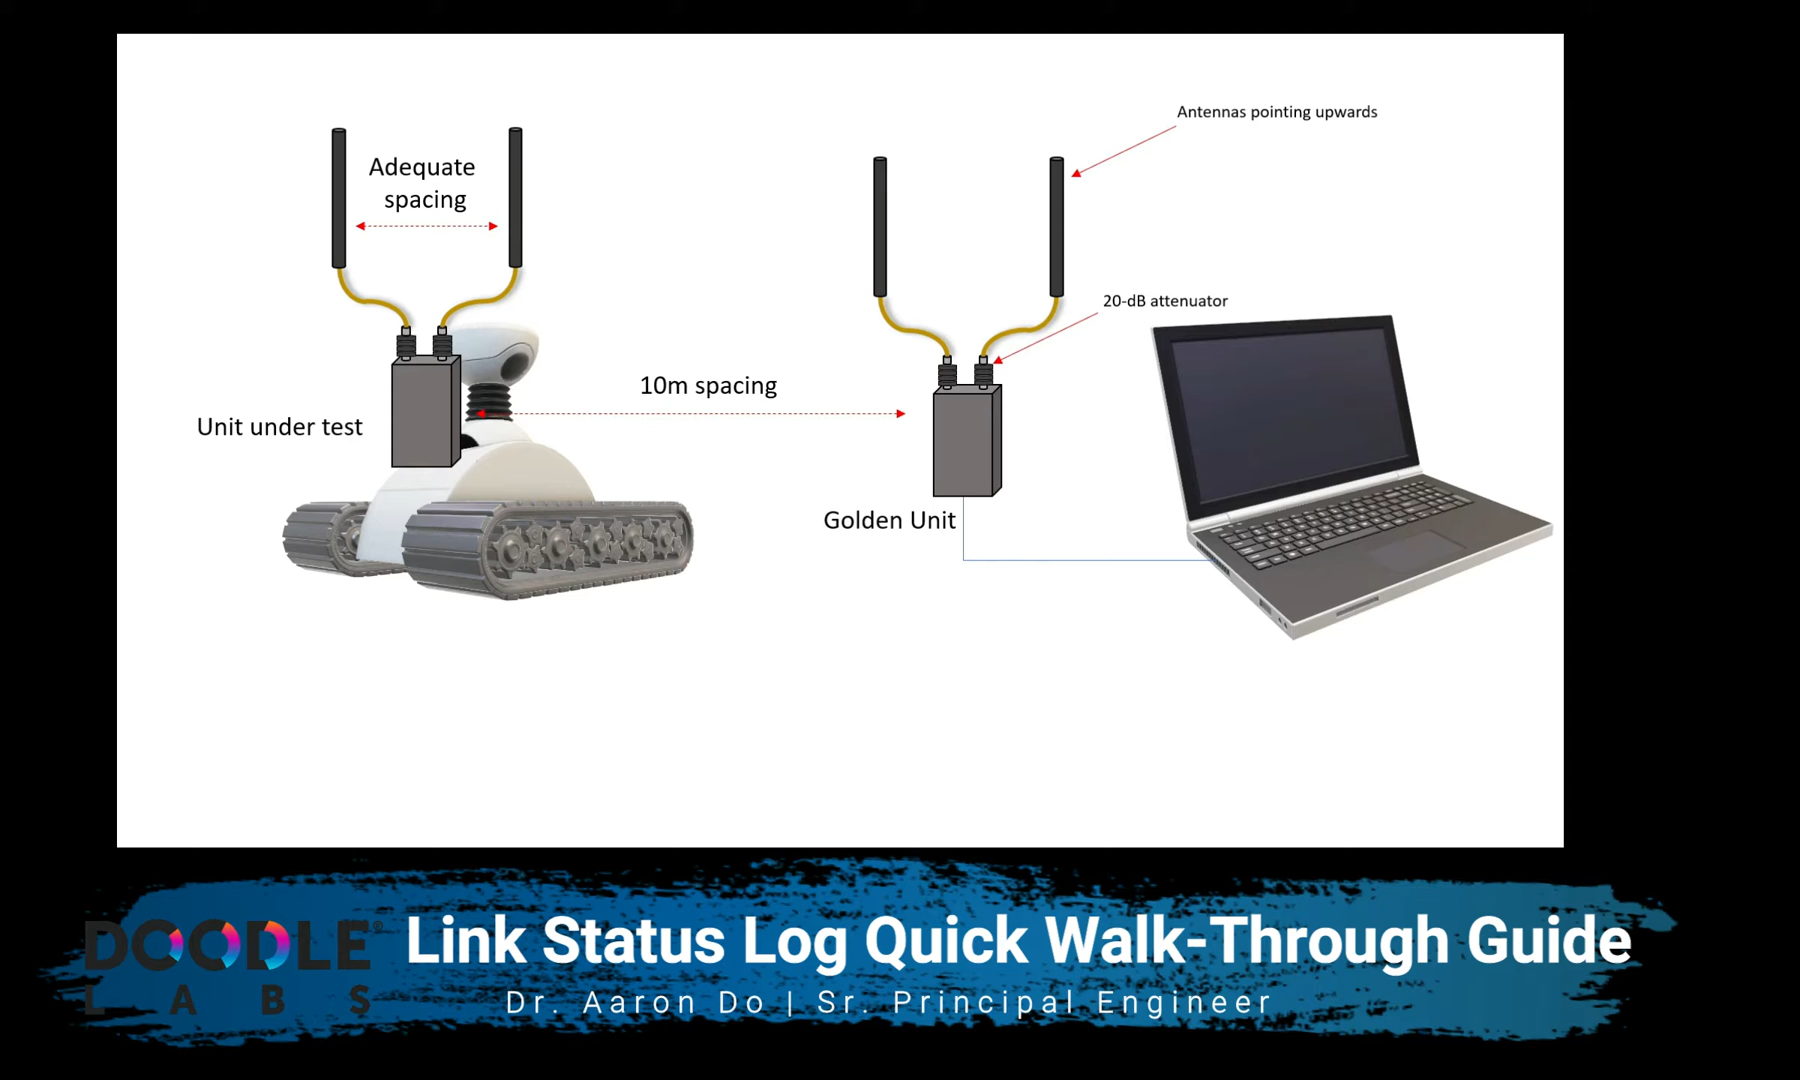 Antennas pointing upwards
Adequate
spacing
20-dB attenuator
10m spacing
Unit under test
Golden Unit
DOODLE®
LABS
Link Status Log Quick Walk-Through Guide
Dr. Aaron Do | Sr. Principal Engineer